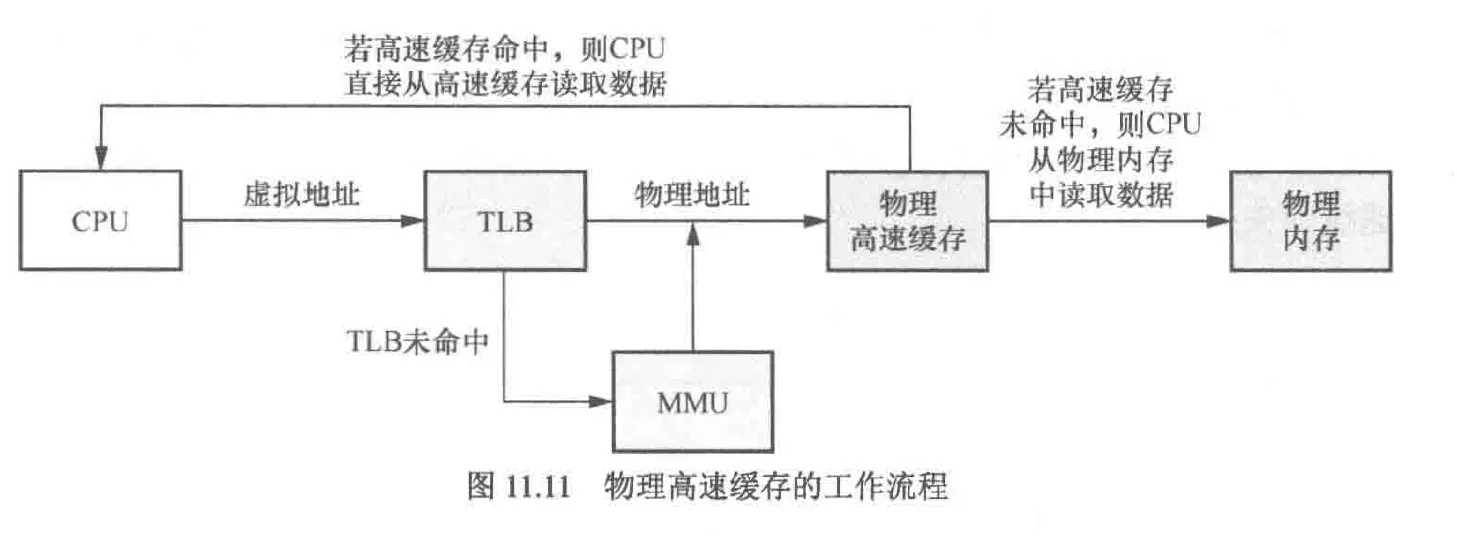 若高速缓存命中，则CPU
直接从高速缓存读取数据
若高速缓存
未命中，则CPU
从物理内存
中读取数据
CPU
虚拟地址
TLB
物理地址
物理
高速缓存
物理
内存
TLB未命中
MMU
图 11.11 物理高速缓存的工作流程